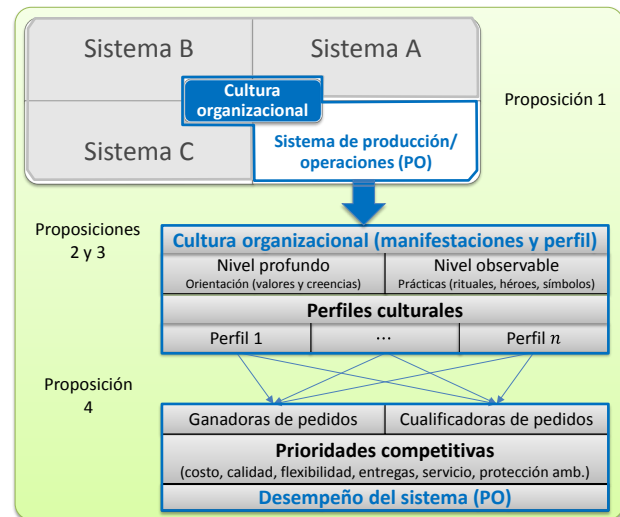 Sistema B
Sistema A
Cultura
organizacional
Proposición 1
Sistema C
Sistema de producción/
operaciones (PO)
Proposiciones
2 y 3
Cultura organizacional (manifestaciones y perfil)
Nivel profundo
Orientación (valores y creencias)
Nivel observable
Prácticas (rituales, héroes, símbolos)
Perfiles culturales
Perfil 1
...
Perfil n
Proposición
4
Ganadoras de pedidos
Cualificadoras de pedidos
Prioridades competitivas
(costo, calidad, flexibilidad, entregas, servicio, protección amb.)
Desempeño del sistema (PO)